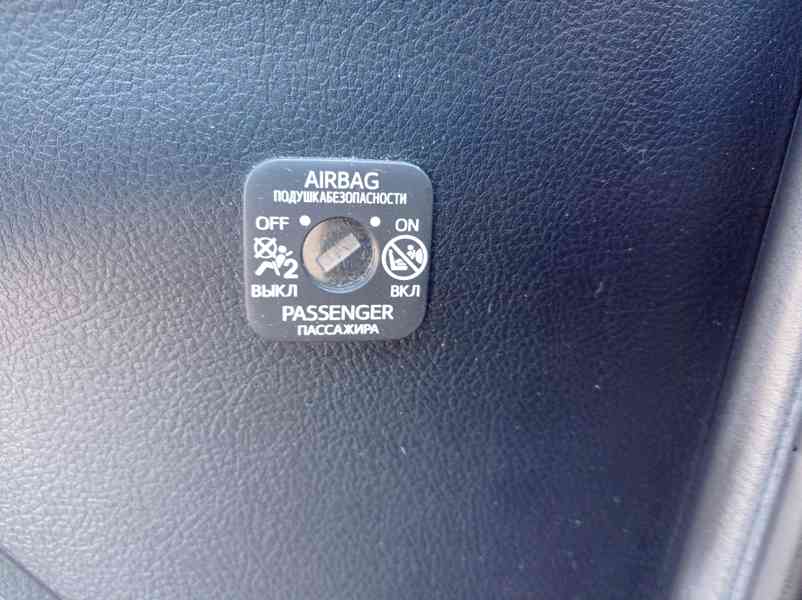 AIRBAG
ПОДУШКАБЕЗОПАСНОСТИ
OFF ON
2
ВЫКЛ ВКЛ
PASSENGER
ПАССАЖИРА